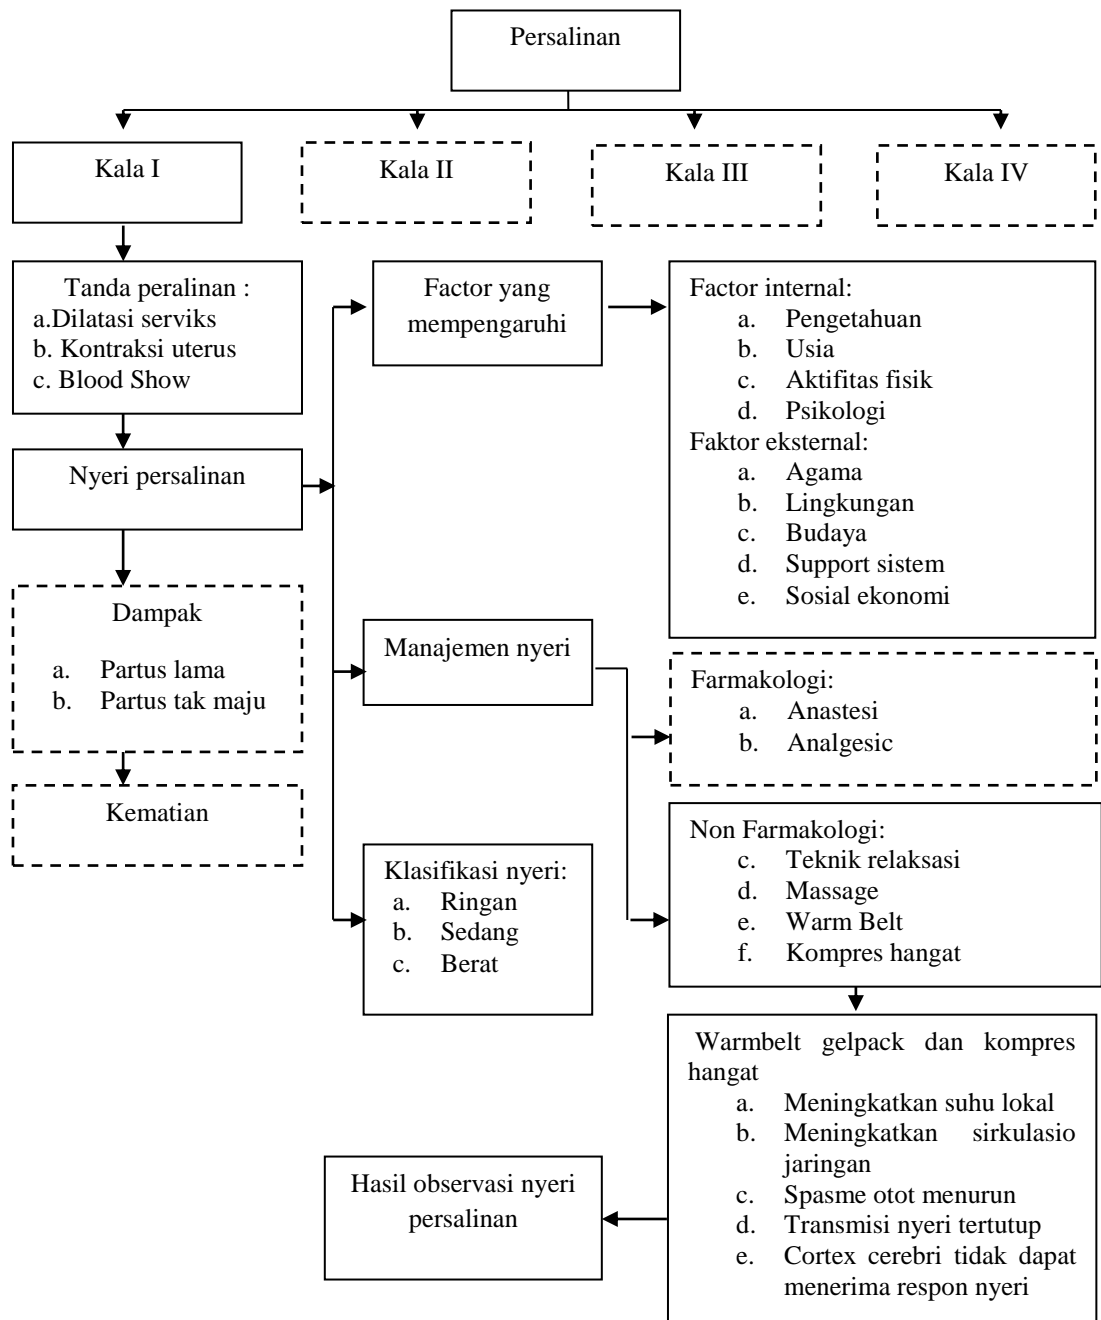 Persalinan
Kala I
Kala II
Kala III
Kala IV
Tanda peralinan :
a.Dilatasi serviks
b. Kontraksi uterus
c. Blood Show
Factor yang
mempengaruhi
Factor internal:
a. Pengetahuan
b. Usia
c. Aktifitas fisik
d. Psikologi
Faktor eksternal:
a. Agama
b. Lingkungan
c. Budaya
d. Support sistem
e. Sosial ekonomi
Nyeri persalinan
Dampak
a. Partus lama
b. Partus tak maju
Kematian
Manajemen nyeri
Farmakologi:
a. Anastesi
b. Analgesic
Non Farmakologi:
c. Teknik relaksasi
d. Massage
e. Warm Belt
f. Kompres hangat
Klasifikasi nyeri:
a. Ringan
b. Sedang
c. Berat
Warmbelt gelpack dan kompres
hangat
a. Meningkatkan suhu lokal
b. Meningkatkan sirkulasio
jaringan
c. Spasme otot menurun
d. Transmisi nyeri tertutup
e. Cortex cerebri tidak dapat
menerima respon nyeri
Hasil observasi nyeri
persalinan